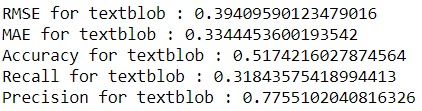 RMSE for textblob : 0.39409590123479016
MAE for textblob : 0.3344453600193542
Accuracy for textblob : 0.5174216027874564
Recall for textblob : 0.31843575418994413
Precision for textblob : 0.7755102040816326